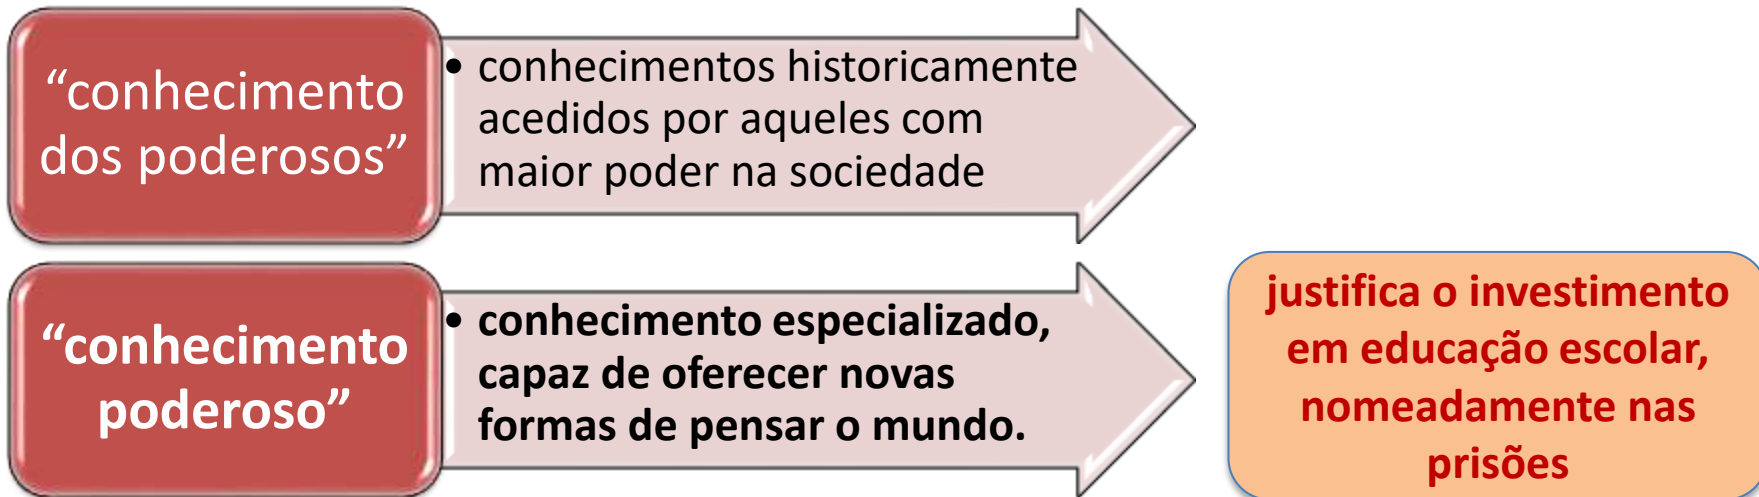 “conhecimento
dos poderosos”
• conhecimentos historicamente
acedidos por aqueles com
maior poder na sociedade
“conhecimento
poderoso”
• conhecimento especializado,
capaz de oferecer novas
formas de pensar o mundo.
justifica o investimento
em educação escolar,
nomeadamente nas
prisões